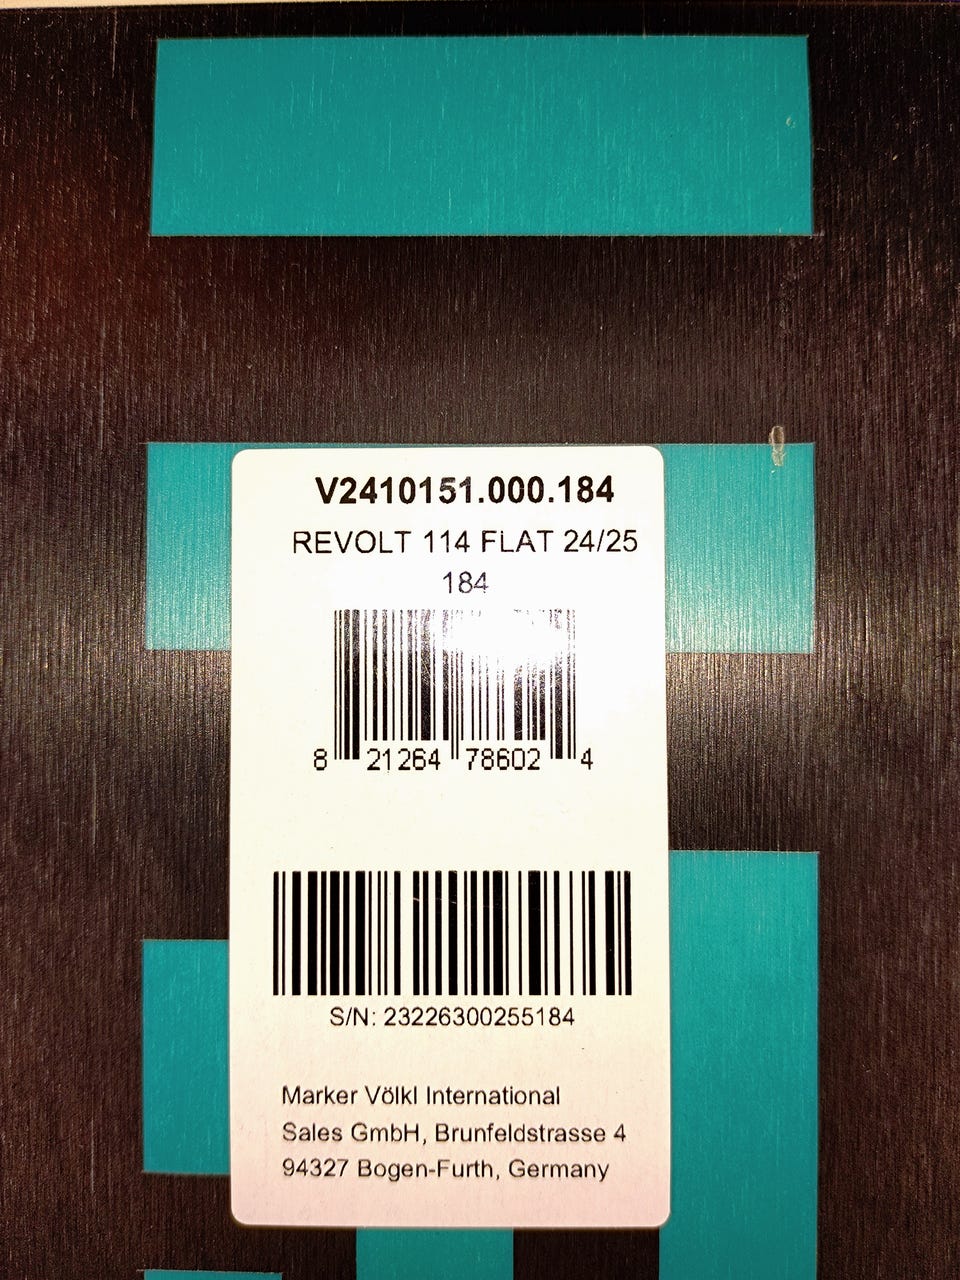 V2410151.000.184
REVOLT 114 FLAT 24/25
184
8 21264 78602 4
S/N: 23226300255184
Marker Völkl International
Sales GmbH, Brunfeldstrasse 4
94327 Bogen-Furth, Germany